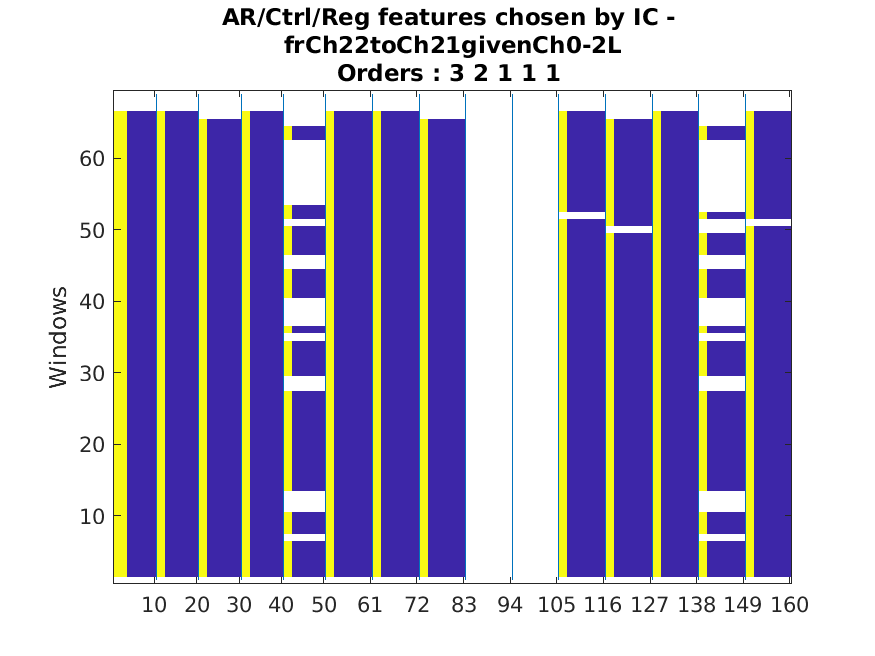 AR/Ctrl/Reg features chosen by IC -
frCh22toCh21givenCh0-2L
Orders : 3 2 1 1 1
Windows
60
50
40
30
20
10
10 20 30 40 50 61 72 83 94 105 116 127 138 149 160